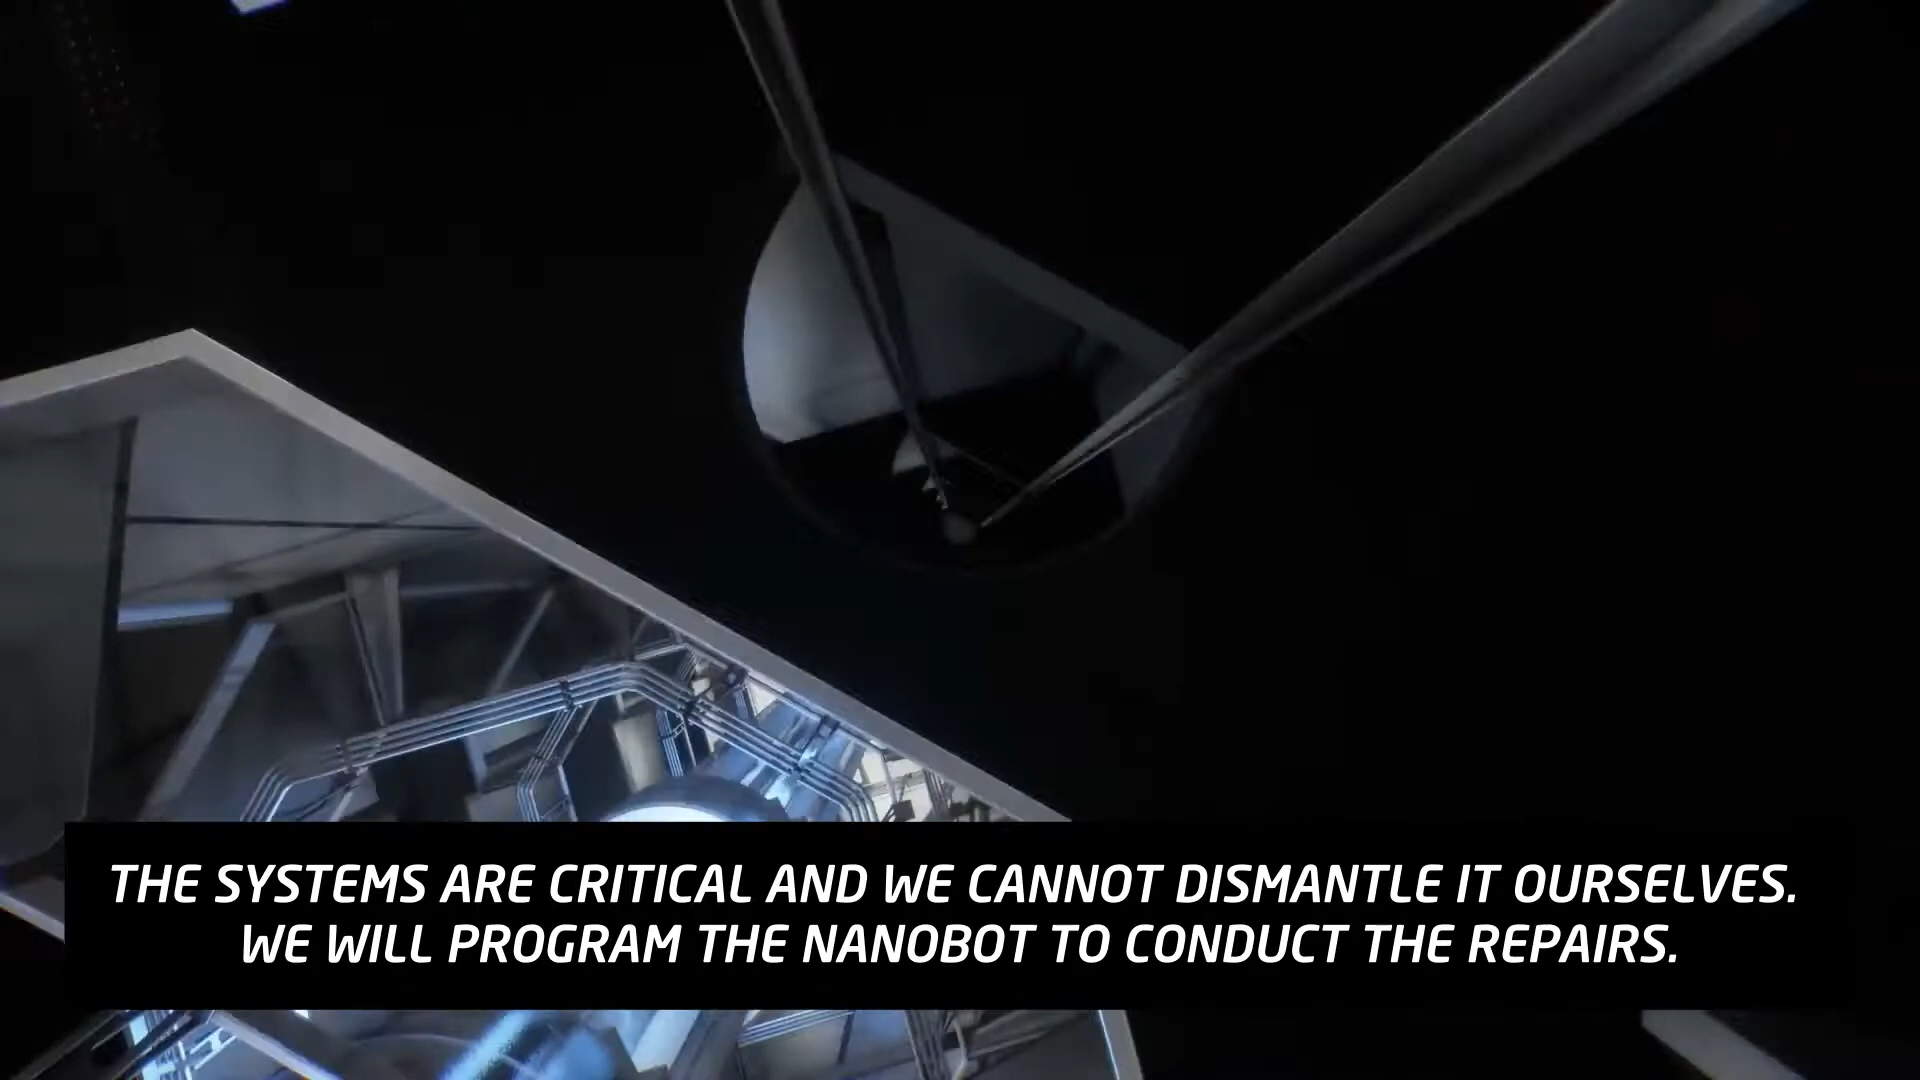 THE SYSTEMS ARE CRITICAL AND WE CANNOT DISMANTLE IT OURSELVES.
WE WILL PROGRAM THE NANOBOT TO CONDUCT THE REPAIRS.